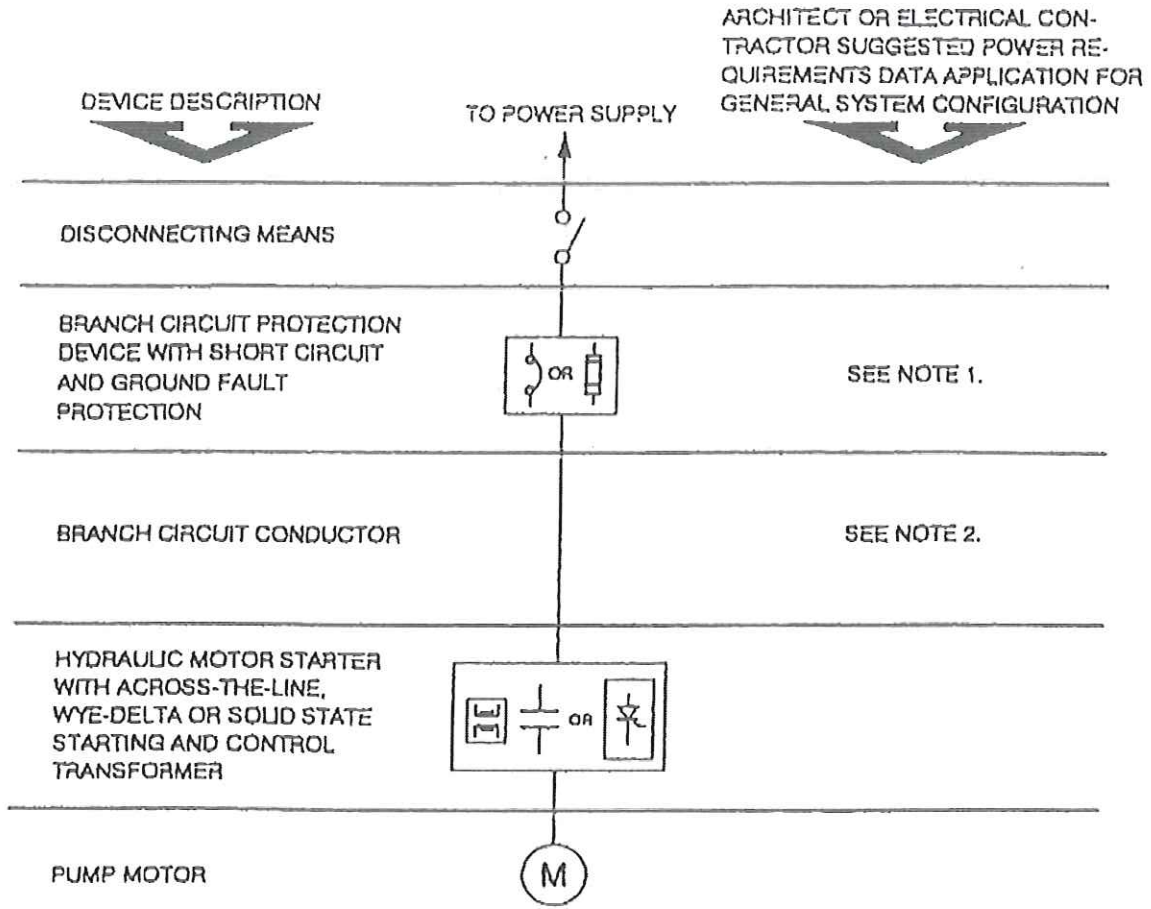 ARCHITECT OR ELECTRICAL CON-
TRACTOR SUGGESTED POWER RE-
QUIREMENTS DATA APPLICATION FOR
GENERAL SYSTEM CONFIGURATION
DEVICE DESCRIPTION
TO POWER SUPPLY
DISCONNECTING MEANS
BRANCH CIRCUIT PROTECTION
DEVICE WITH SHORT CIRCUIT
AND GROUND FAULT
PROTECTION
OR
SEE NOTE 1.
BRANCH CIRCUIT CONDUCTOR
SEE NOTE 2.
HYDRAULIC MOTOR STARTER
WITH ACROSS-THE-LINE,
WYE-DELTA OR SOLID STATE
STARTING AND CONTROL
TRANSFORMER
OR
PUMP MOTOR
M